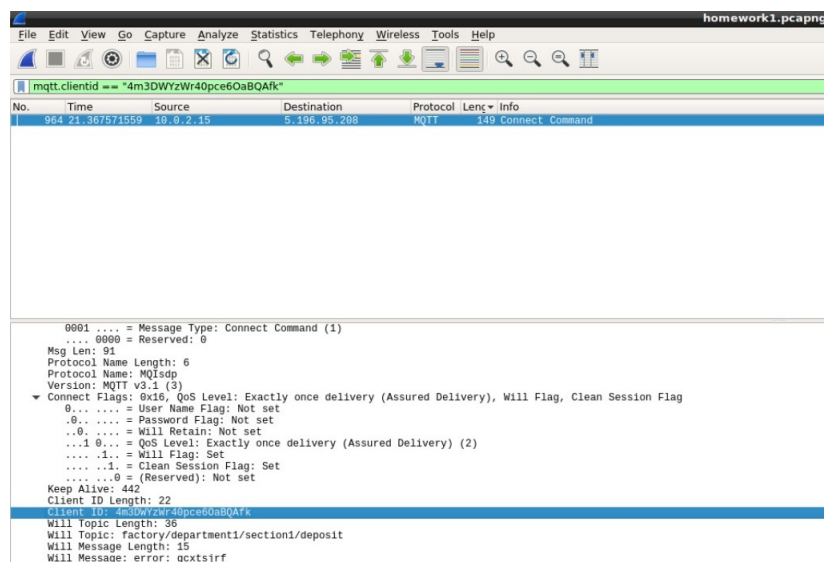 homework1.pcapng
File Edit View Go Capture Analyze Statistics Telephony Wireless Tools Help
mqtt.clientid == "4m3DWYzWr40pce6OaBQAfk"
No. Time Source Destination Protocol Leng Info
964 21.367571559 10.0.2.15 5.196.95.208 MQTT 149 Connect Command
0001 .... = Message Type: Connect Command (1)
.... 0000 = Reserved: 0
Msg Len: 91
Protocol Name Length: 6
Protocol Name: MQIsdp
Version: MQTT v3.1 (3)
Connect Flags: 0x16, QoS Level: Exactly once delivery (Assured Delivery), Will Flag, Clean Session Flag
0... .... = User Name Flag: Not set
.0.. .... = Password Flag: Not set
..0. .... = Will Retain: Not set
...1 0... = QoS Level: Exactly once delivery (Assured Delivery) (2)
.... .1.. = Will Flag: Set
.... ..1. = Clean Session Flag: Set
.... ...0 = (Reserved): Not set
Keep Alive: 442
Client ID Length: 22
Client ID: 4m3DWYzWr40pce6OaBQAfk
Will Topic Length: 36
Will Topic: factory/department1/section1/deposit
Will Message Length: 15
Will Message: error: gcxtsjrf